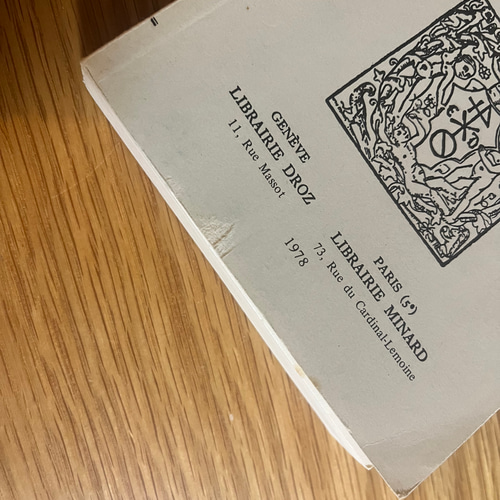 GENÈVE
LIBRAIRIE DROZ
11, Rue Massot
PARIS (5ᵉ)
LIBRAIRIE MINARD
73, Rue du Cardinal-Lemoine
1978